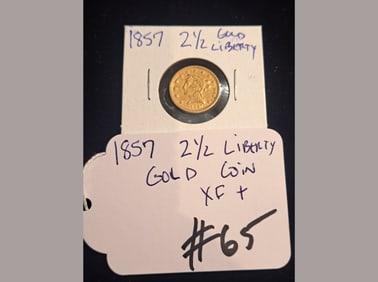 1857 2½ GOLD
LIBERTY
1857 2½ LIBERTY
GOLD COIN
XF +
#65